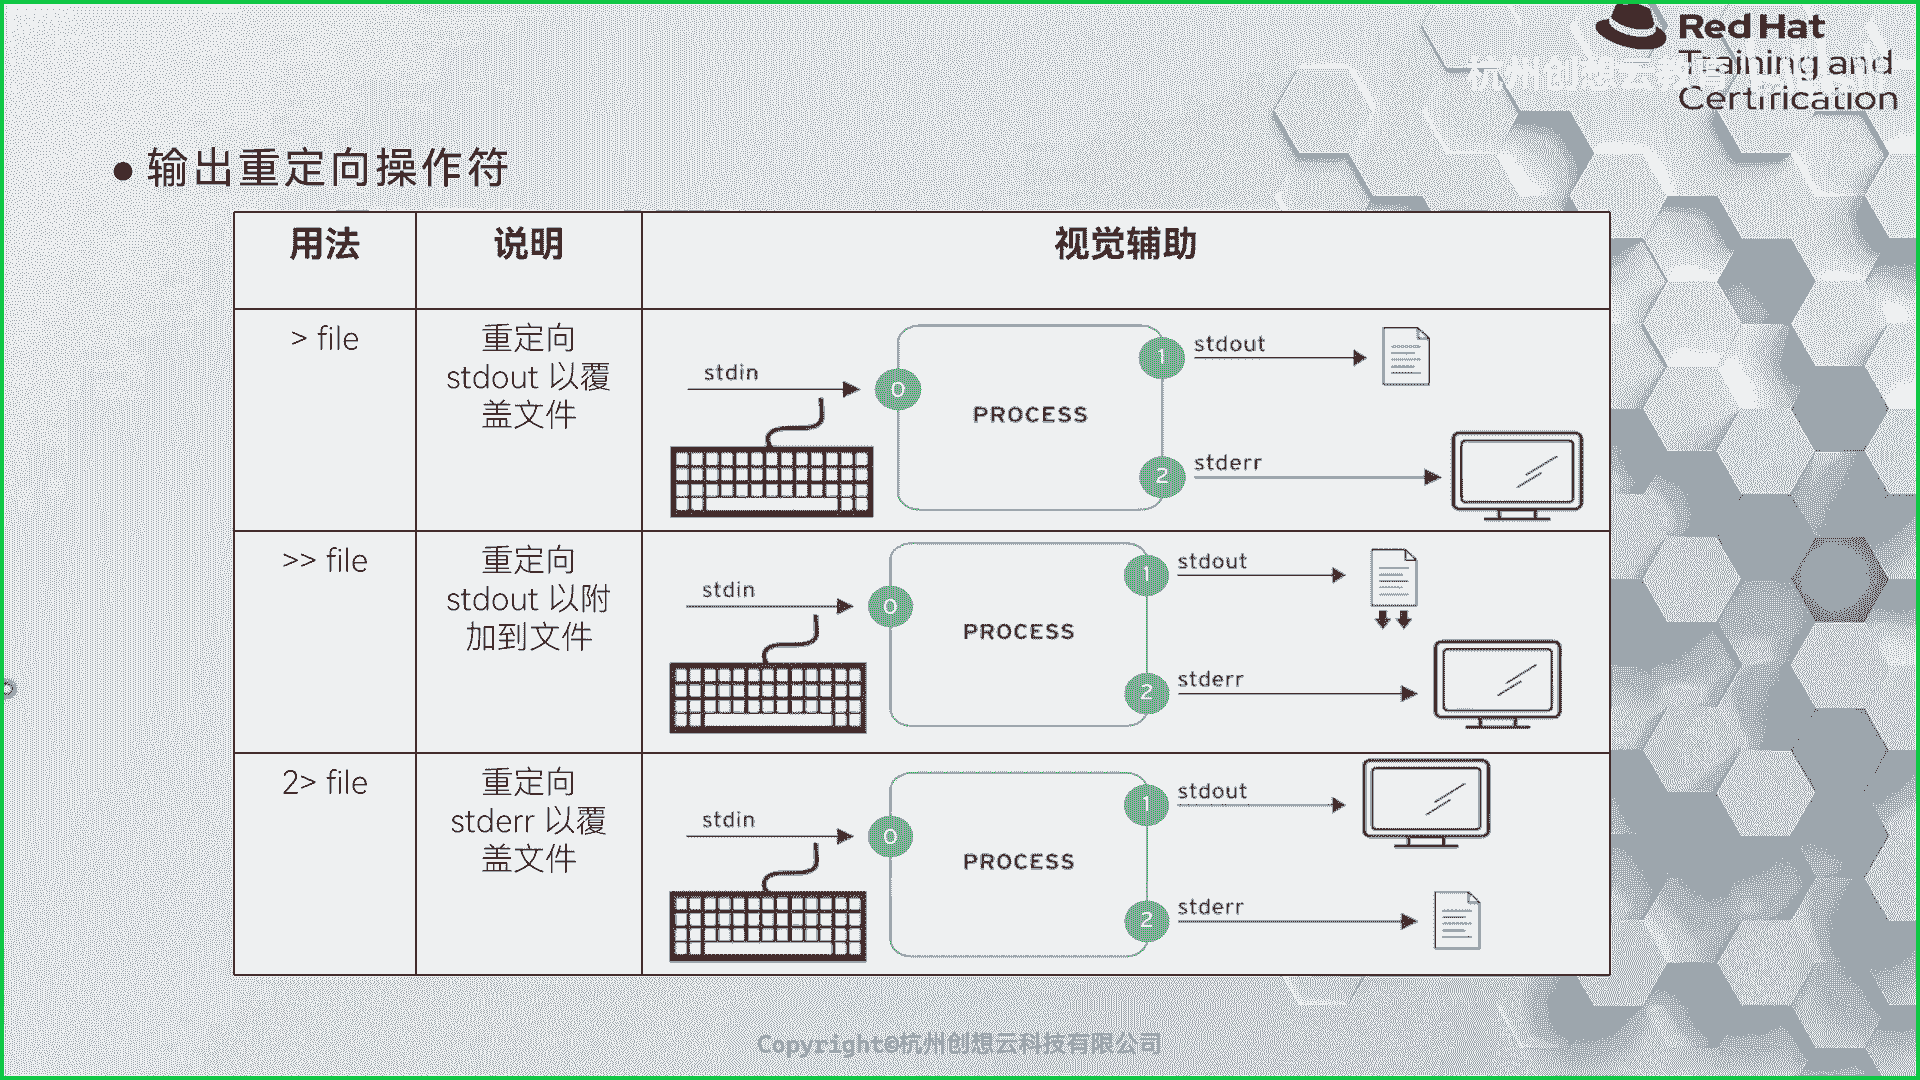 Red Hat
Training and
Certification
杭州创想云教育
● 输出重定向操作符
用法 说明 视觉辅助
> file
重定向
stdout 以覆
盖文件
stdin
0
PROCESS
1
stdout
2
stderr
>> file
重定向
stdout 以附
加到文件
stdin
0
PROCESS
1
stdout
2
stderr
2> file
重定向
stderr 以覆
盖文件
stdin
0
PROCESS
1
stdout
2
stderr
Copyright©杭州创想云科技有限公司